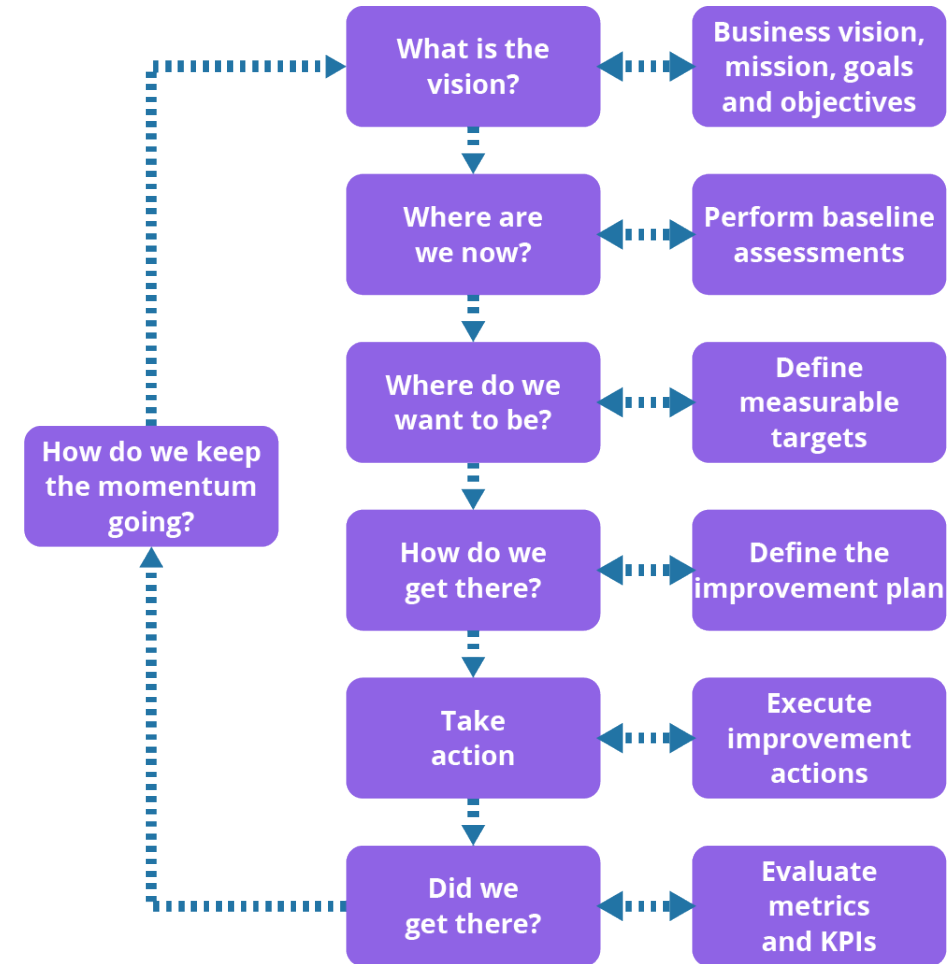 What is the
vision?
Business vision,
mission, goals
and objectives
Where are
we now?
Perform baseline
assessments
Where do we
want to be?
Define
measurable
targets
How do we keep
the momentum
going?
How do we
get there?
Define the
improvement plan
Take
action
Execute
improvement
actions
Did we
get there?
Evaluate
metrics
and KPIs